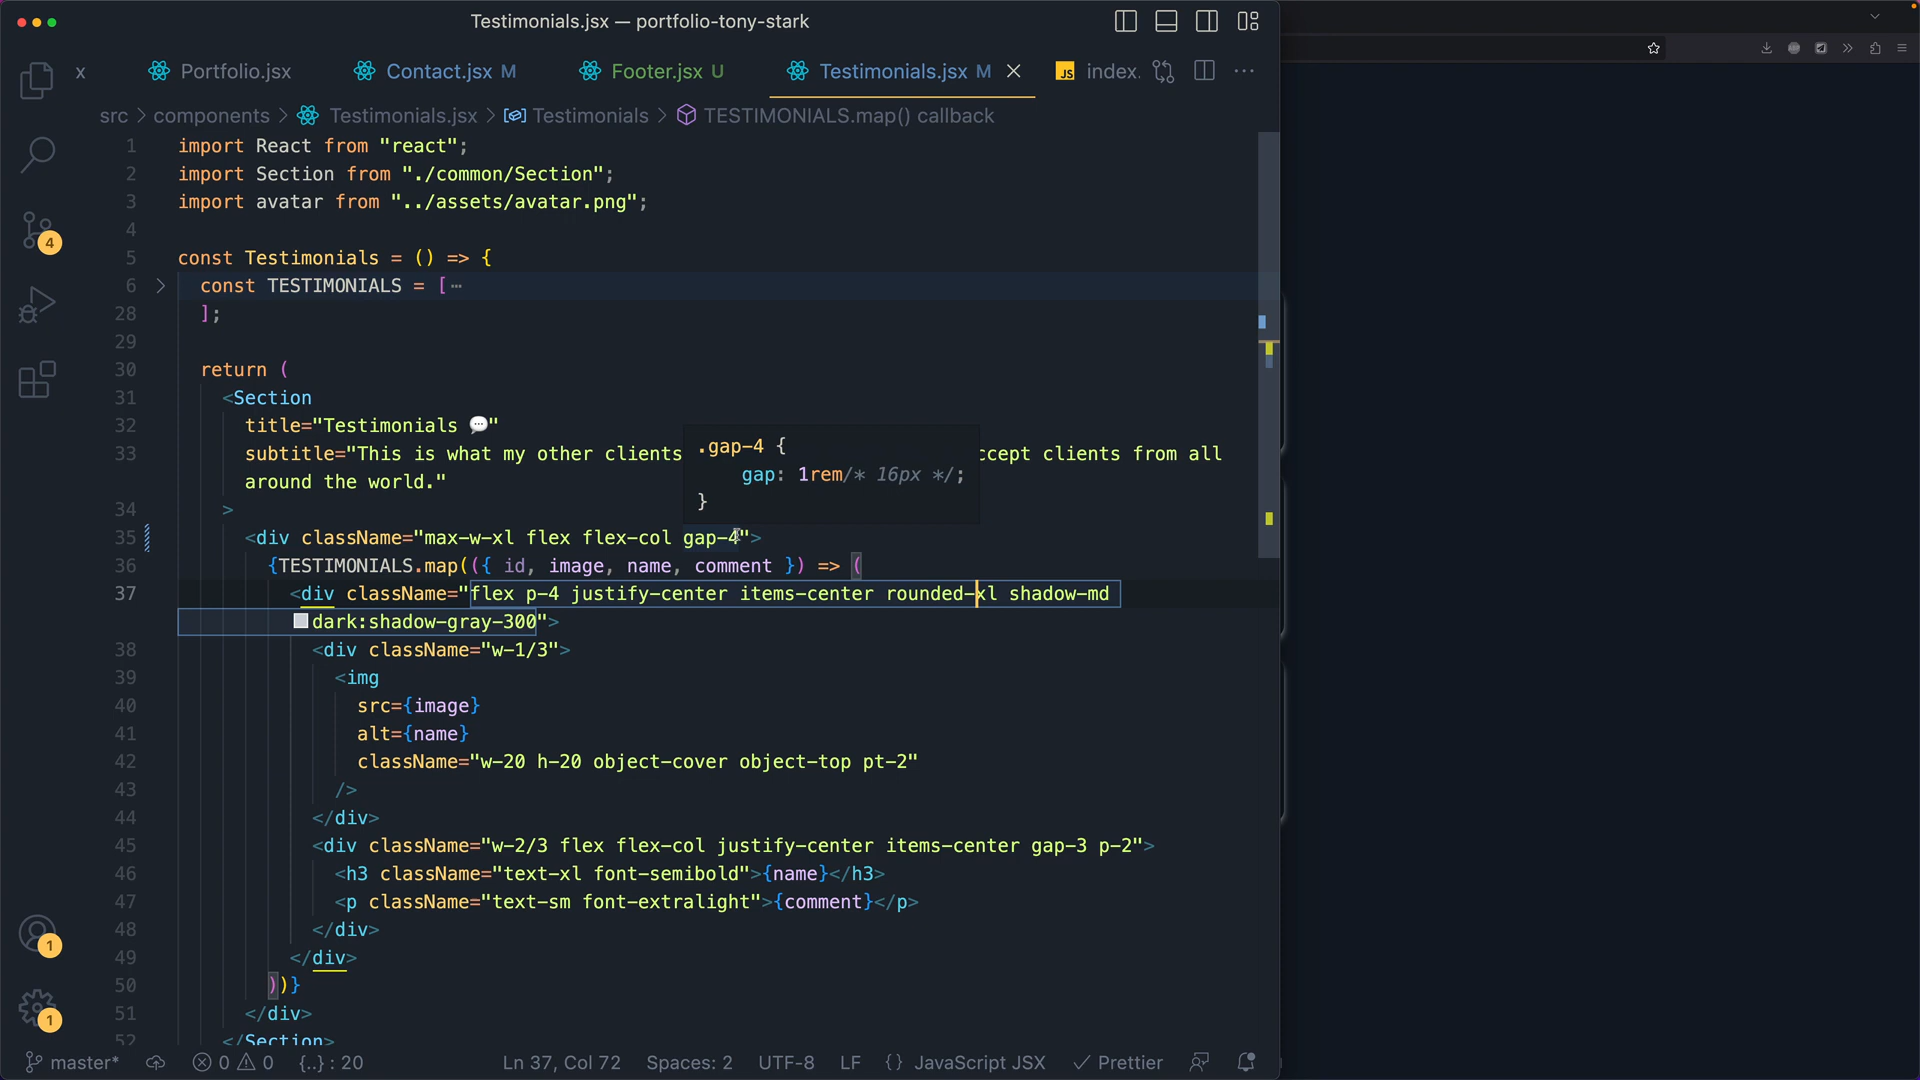 Testimonials.jsx — portfolio-tony-stark
x Portfolio.jsx Contact.jsx M Footer.jsx U Testimonials.jsx M JS index. ···
src > components > Testimonials.jsx > Testimonials > TESTIMONIALS.map() callback
1 import React from "react";
2 import Section from "./common/Section";
3 import avatar from "../assets/avatar.png";
4
5 const Testimonials = () => {
6 const TESTIMONIALS = [ ···
28 ];
29
30 return (
31 <Section
32 title="Testimonials 💬"
.gap-4 {
33 subtitle="This is what my other clients ccept clients from all
gap: 1rem/* 16px */;
around the world."
}
34 >
35 <div className="max-w-xl flex flex-col gap-4">
36 {TESTIMONIALS.map(({ id, image, name, comment }) => (
37 <div className="flex p-4 justify-center items-center rounded-xl shadow-md
dark:shadow-gray-300">
38 <div className="w-1/3">
39 <img
40 src={image}
41 alt={name}
42 className="w-20 h-20 object-cover object-top pt-2"
43 />
44 </div>
45 <div className="w-2/3 flex flex-col justify-center items-center gap-3 p-2">
46 <h3 className="text-xl font-semibold">{name}</h3>
47 <p className="text-sm font-extralight">{comment}</p>
48 </div>
49 </div>
50 ))}
51 </div>
52 </Section>
4
1
1
master* 0 0 {..} : 20 Ln 37, Col 72 Spaces: 2 UTF-8 LF {} JavaScript JSX Prettier